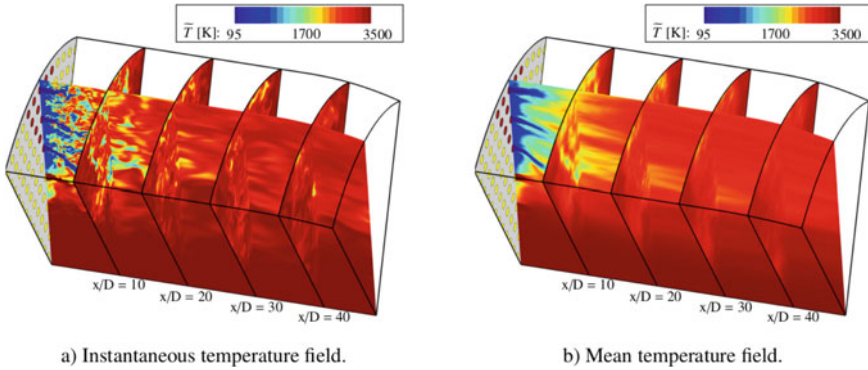 T̃ [K]: 95 1700 3500
x/D = 10
x/D = 20
x/D = 30
x/D = 40
a) Instantaneous temperature field.
T̃ [K]: 95 1700 3500
x/D = 10
x/D = 20
x/D = 30
x/D = 40
b) Mean temperature field.